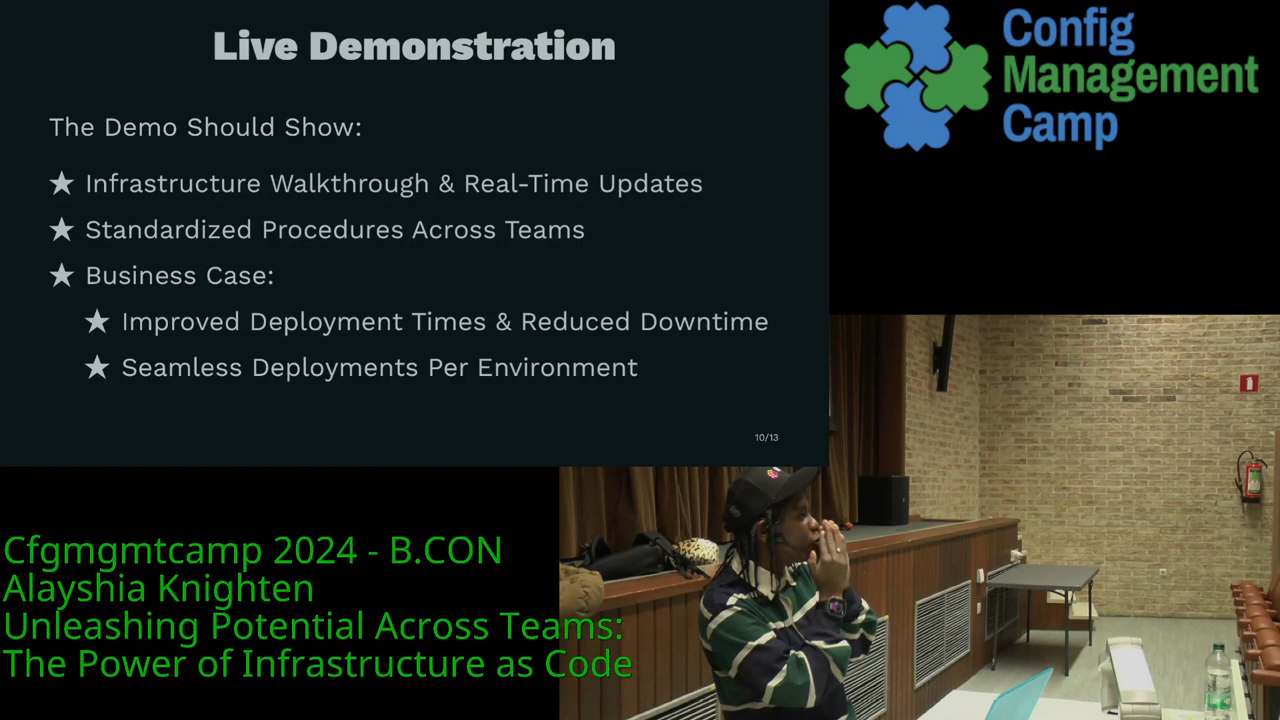 Live Demonstration
The Demo Should Show:
★ Infrastructure Walkthrough & Real-Time Updates
★ Standardized Procedures Across Teams
★ Business Case:
★ Improved Deployment Times & Reduced Downtime
★ Seamless Deployments Per Environment
10/13
Config
Management
Camp
Cfgmgmtcamp 2024 - B.CON
Alayshia Knighten
Unleashing Potential Across Teams:
The Power of Infrastructure as Code